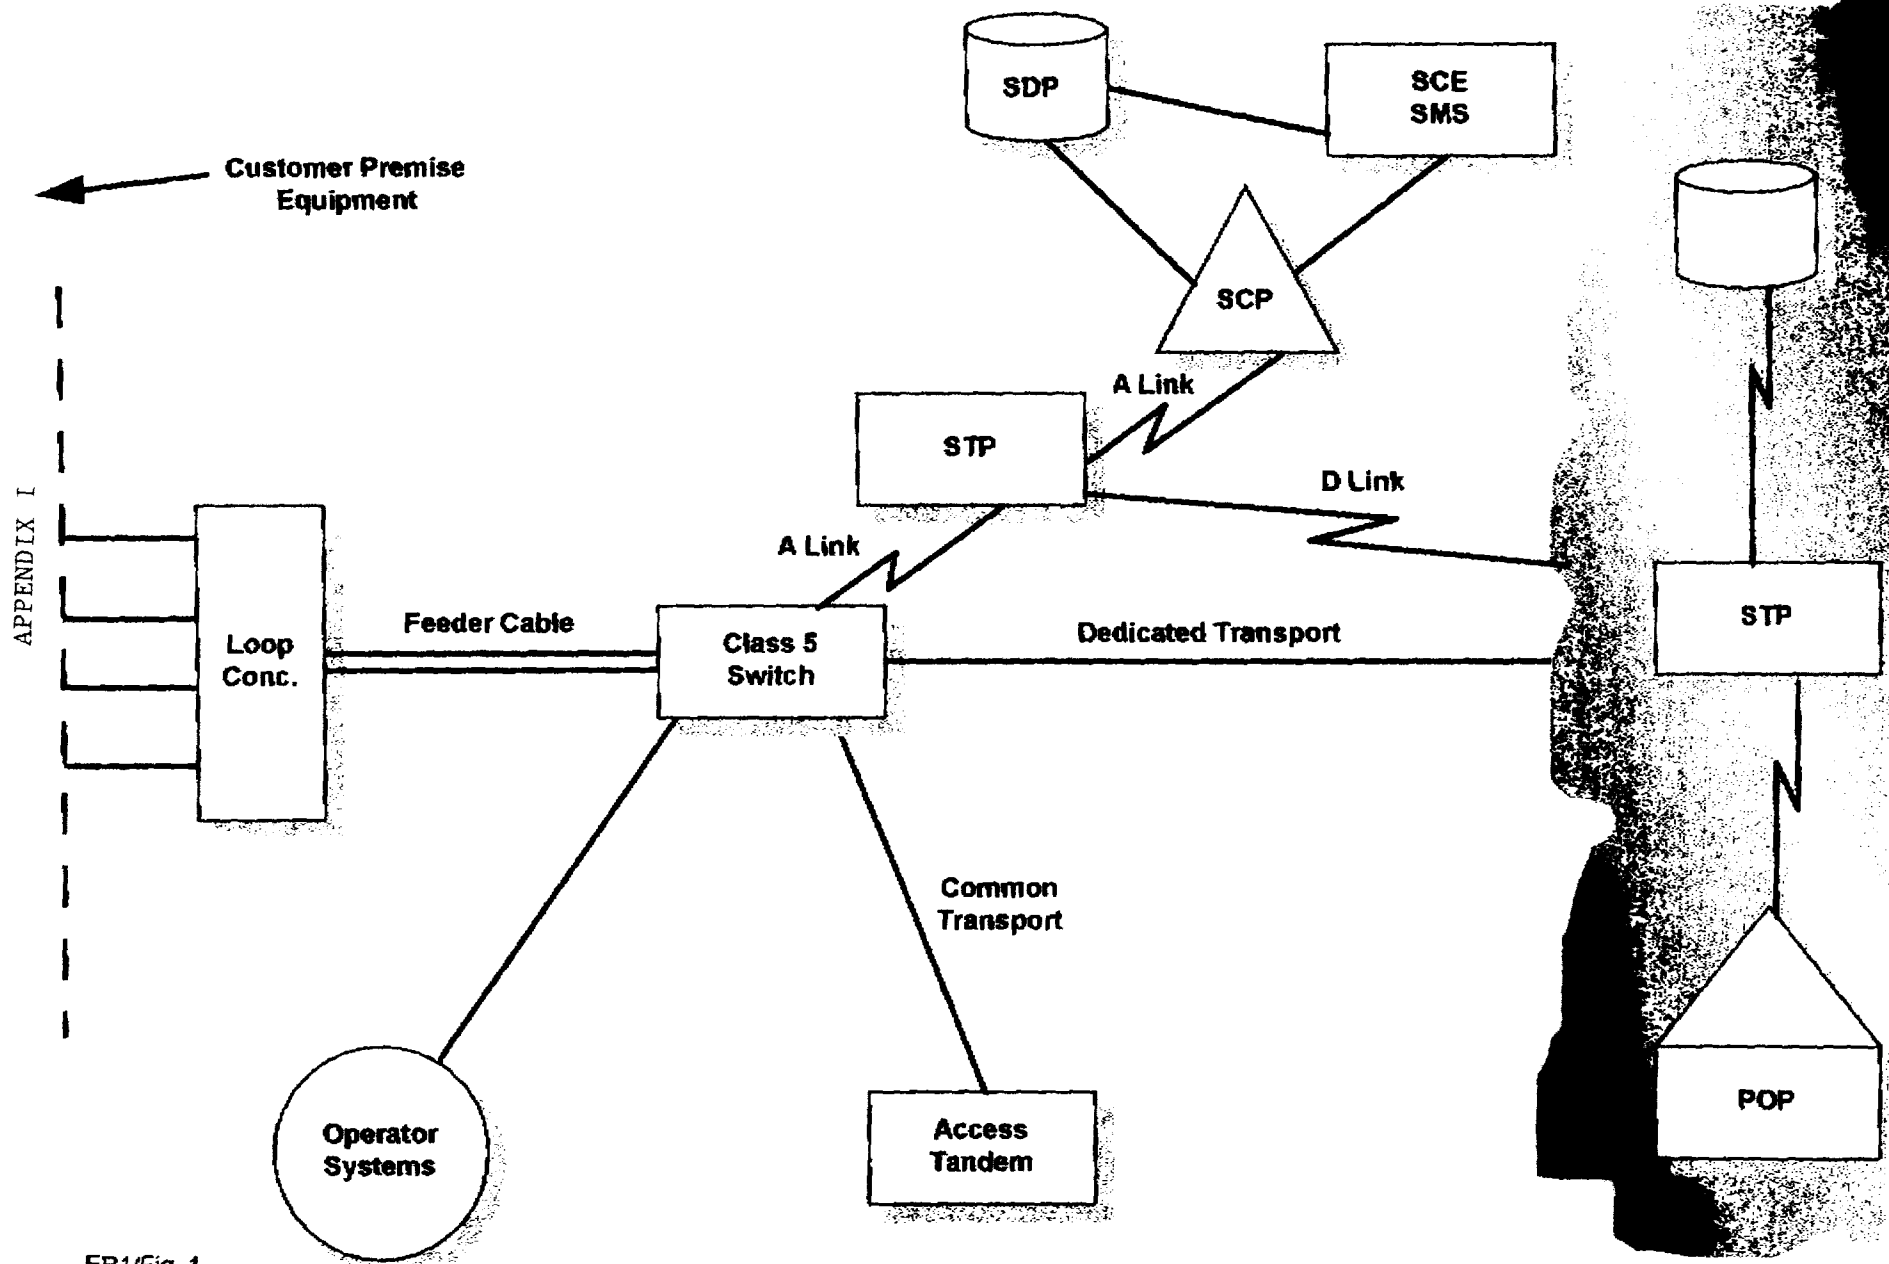 SDP
SCE
SMS
Customer Premise
Equipment
SCP
A Link
STP
D Link
APPENDIX I
A Link
Feeder Cable
Class 5
Switch
Dedicated Transport
STP
Loop
Conc.
Common
Transport
POP
Operator
Systems
Access
Tandem